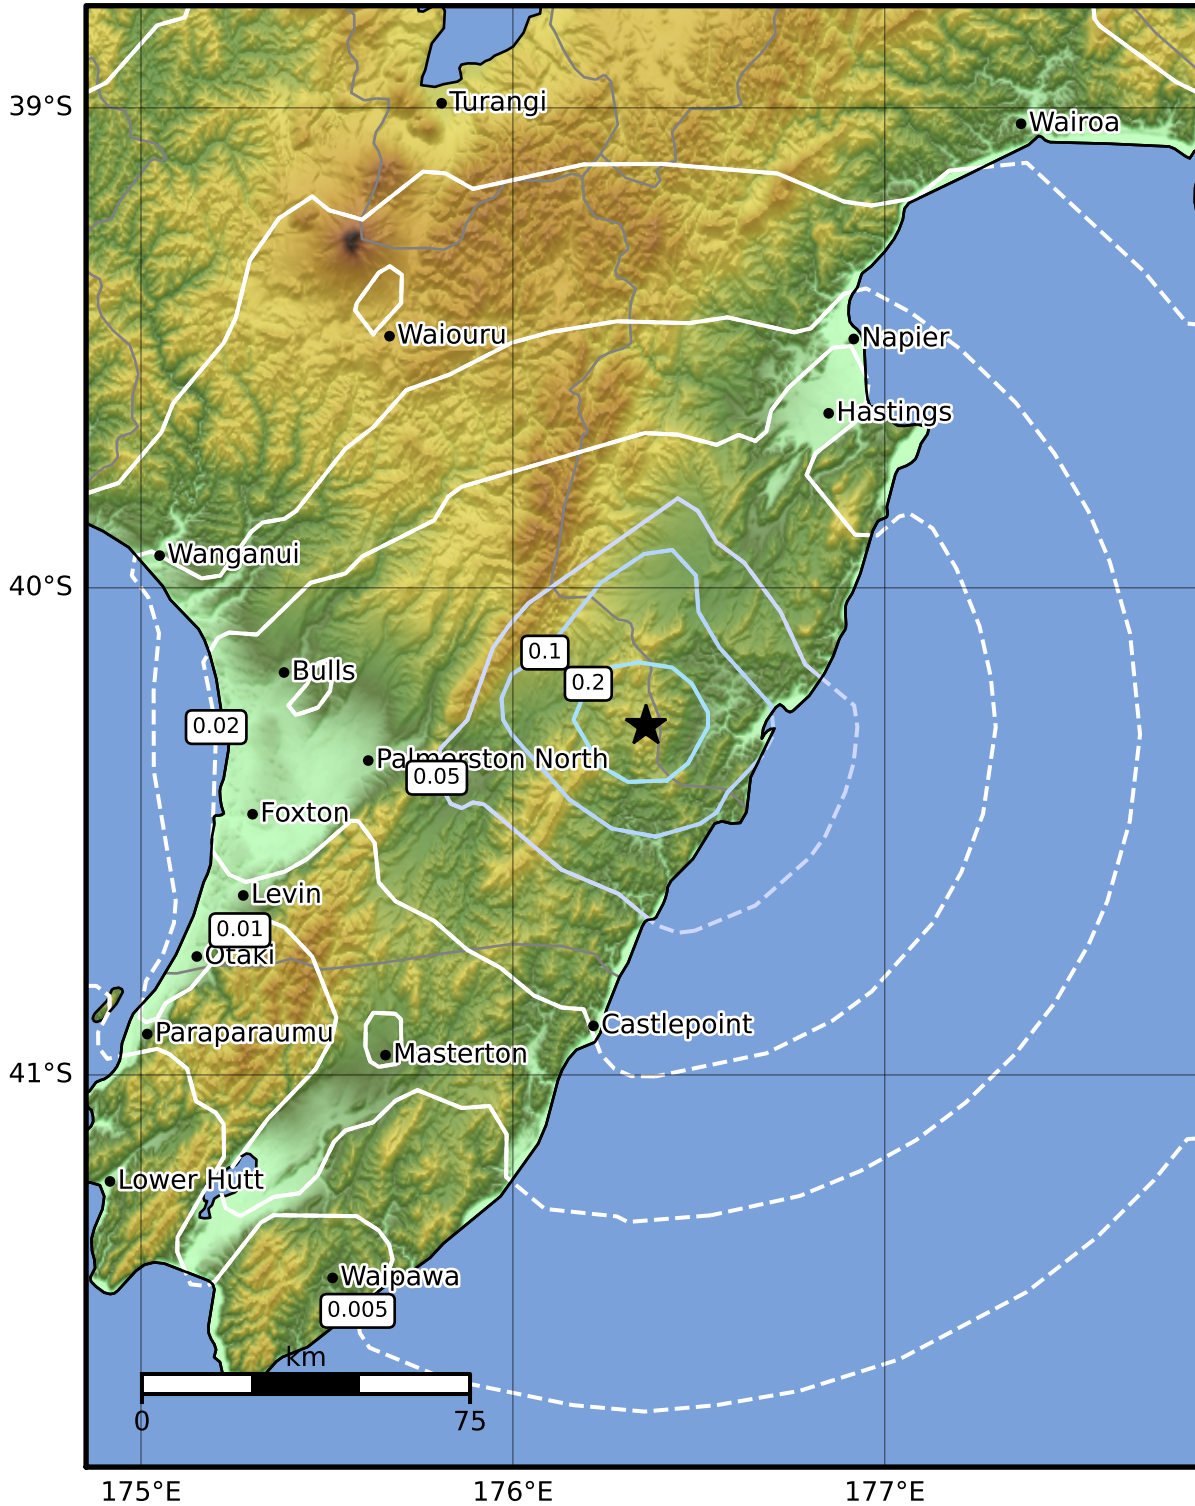 39°S
Turangi
Wairoa
Waiouru
Napier
Hastings
Wanganui
40°S
0.1
Bulls
0.2
0.02
Palmerston North
0.05
Foxton
Levin
0.01
Otaki
Castlepoint
Paraparaumu
Masterton
41°S
Lower Hutt
Waipawa
0.005
km
0
75
175°E
176°E
177°E